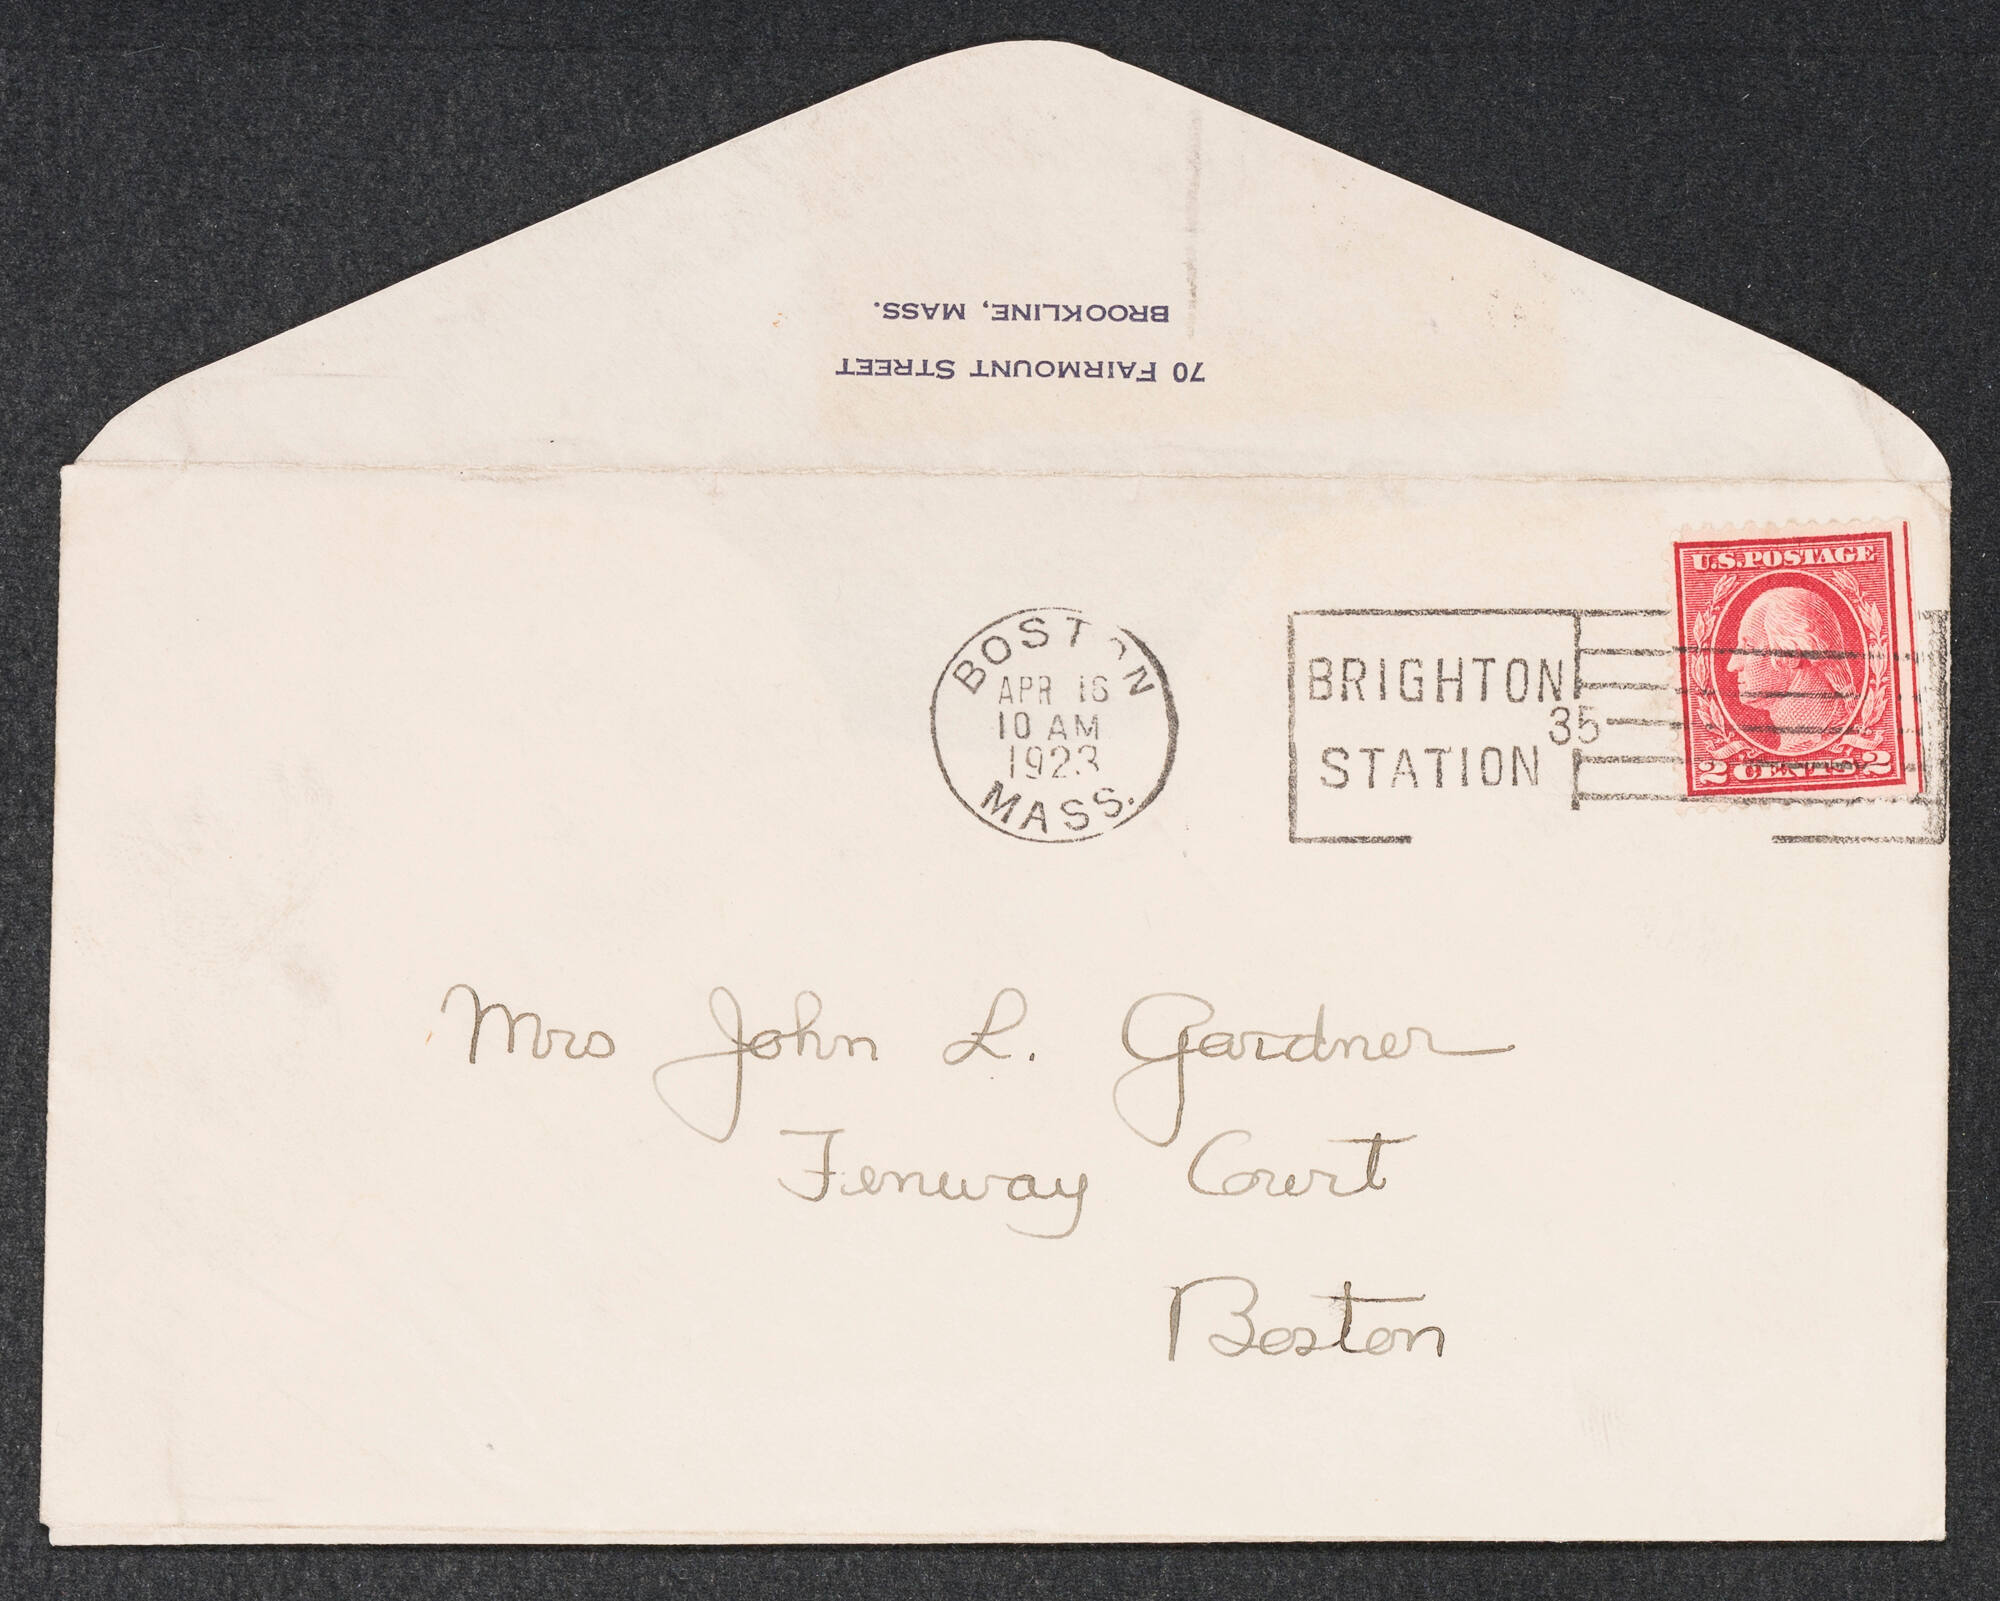 70 FAIRMOUNT STREET
BROOKLINE, MASS.
BOSTON
APR 16
10 AM
1923
MASS.
BRIGHTON
35
STATION
U.S. POSTAGE
2 CENTS 2
Mrs John L. Gardner
Fenway Court
Boston